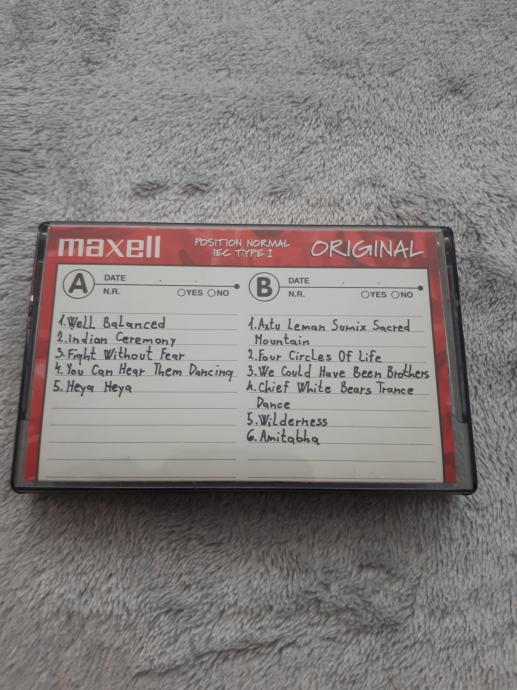 maxell
POSITION NORMAL
IEC TYPE I
ORIGINAL
A
DATE
N.R. YES NO
1. Well Balanced
2. Indian Ceremony
3. Fight Without Fear
4. You Can Hear Them Dancing
5. Heya Heya
B
DATE
N.R. YES NO
1. Axtu Leman Sumix Sacred
Mountain
2. Four Circles Of Life
3. We Could Have Been Brothers
4. Chief White Bears Trance
Dance
5. Wilderness
6. Amitabha